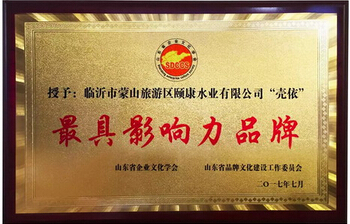 SDCCS
授予：临沂市蒙山旅游区颐康水业有限公司“壳依”
最具影响力品牌
山东省企业文化学会 山东省品牌文化建设工作委员会
二〇一七年七月